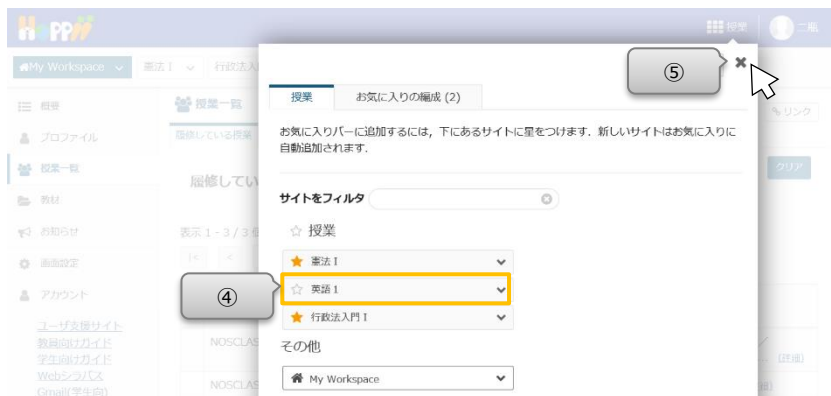 HoppII
授業
二瓶
My Workspace
憲法 I
行政法入
⑤
概要
授業一覧
授業
お気に入りの編成 (2)
リンク
プロファイル
履修している授業
お気に入りバーに追加するには，下にあるサイトに星をつけます．新しいサイトはお気に入りに
自動追加されます．
授業一覧
履修してい
クリア
教材
サイトをフィルタ
お知らせ
表示 1 - 3 / 3
授業
画面設定
憲法 I
アカウント
④
英語 1
ユーザ支援サイト
行政法入門 I
教員向けガイド
NOSCLAS
その他
学生向けガイド
(詳細)
Webシラバス
My Workspace
Gmail(学生向)
NOSCLAS